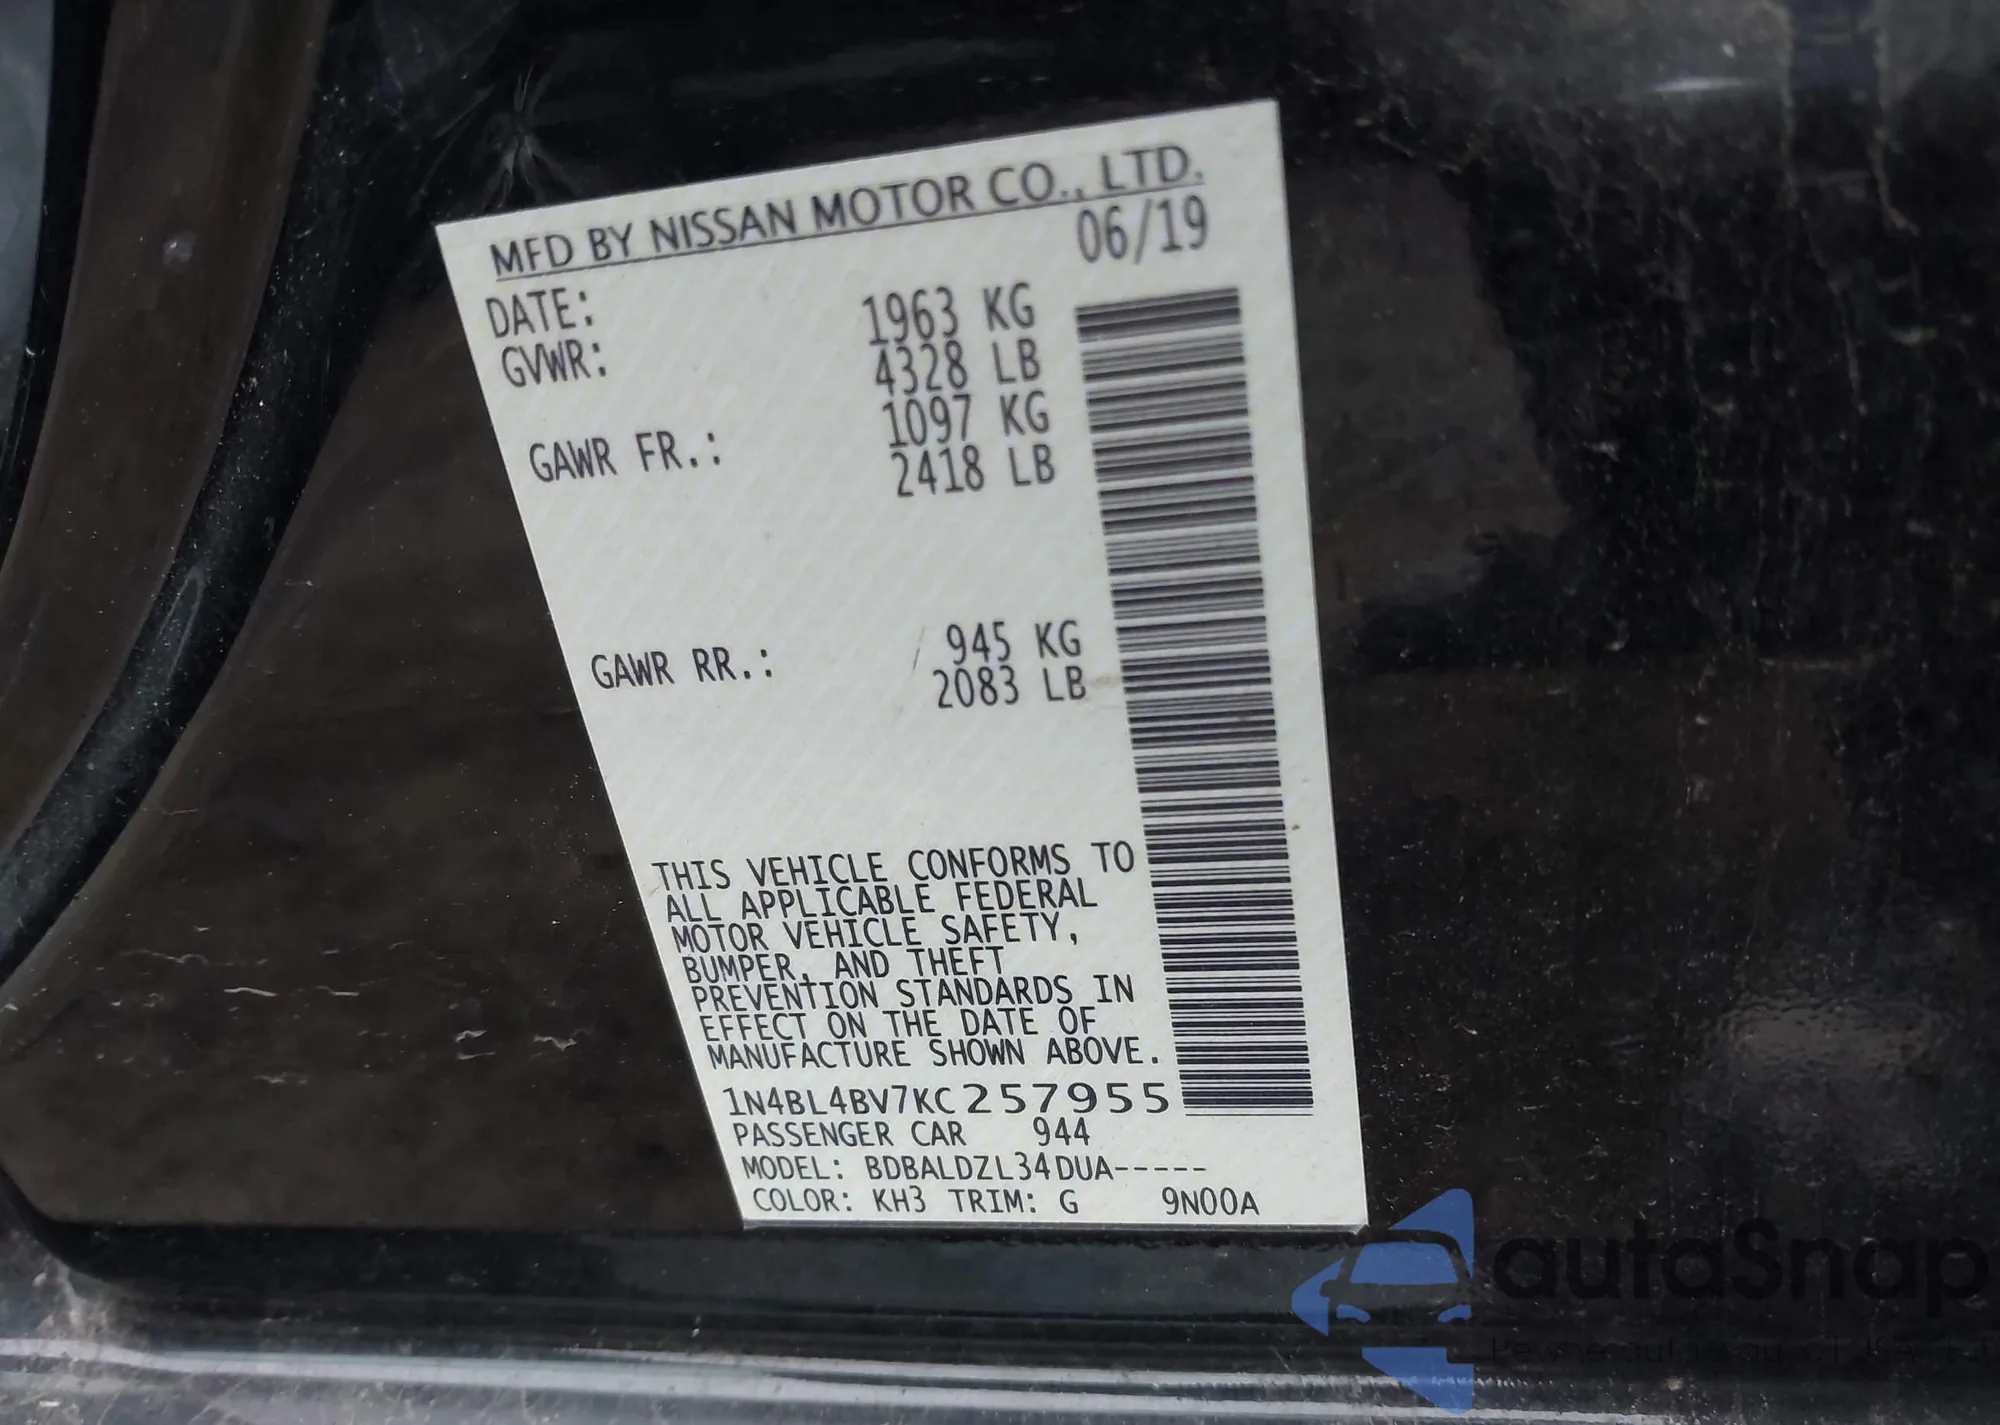 MFD BY NISSAN MOTOR CO., LTD.
DATE: 06/19
GVWR: 1963 KG
4328 LB
GAWR FR.: 1097 KG
2418 LB
GAWR RR.: 945 KG
2083 LB
THIS VEHICLE CONFORMS TO
ALL APPLICABLE FEDERAL
MOTOR VEHICLE SAFETY,
BUMPER, AND THEFT
PREVENTION STANDARDS IN
EFFECT ON THE DATE OF
MANUFACTURE SHOWN ABOVE.
1N4BL4BV7KC257955
PASSENGER CAR 944
MODEL: BDBALDZL34DUA-----
COLOR: KH3 TRIM: G 9N00A
autaSnap